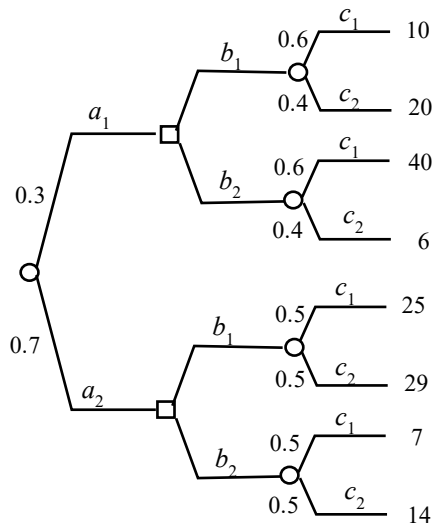 0.6 c₁ 10
b₁
0.4 c₂ 20
a₁
0.6 c₁ 40
b₂
0.4 c₂ 6
0.3
0.7
0.5 c₁ 25
b₁
0.5 c₂ 29
a₂
0.5 c₁ 7
b₂
0.5 c₂ 14